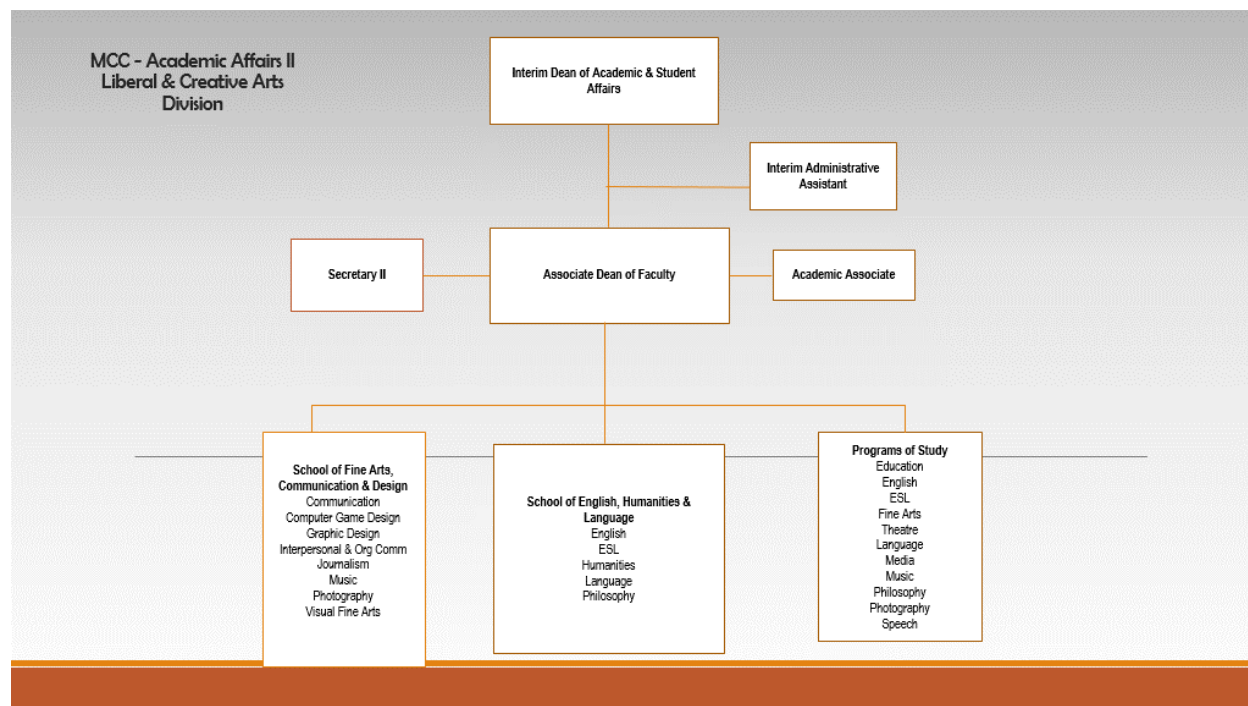 MCC - Academic Affairs II
Liberal & Creative Arts
Division
Interim Dean of Academic & Student
Affairs
Interim Administrative
Assistant
Secretary II
Associate Dean of Faculty
Academic Associate
School of Fine Arts,
Communication & Design
Communication
Computer Game Design
Graphic Design
Interpersonal & Org Comm
Journalism
Music
Photography
Visual Fine Arts
School of English, Humanities &
Language
English
ESL
Humanities
Language
Philosophy
Programs of Study
Education
English
ESL
Fine Arts
Theatre
Language
Media
Music
Philosophy
Photography
Speech